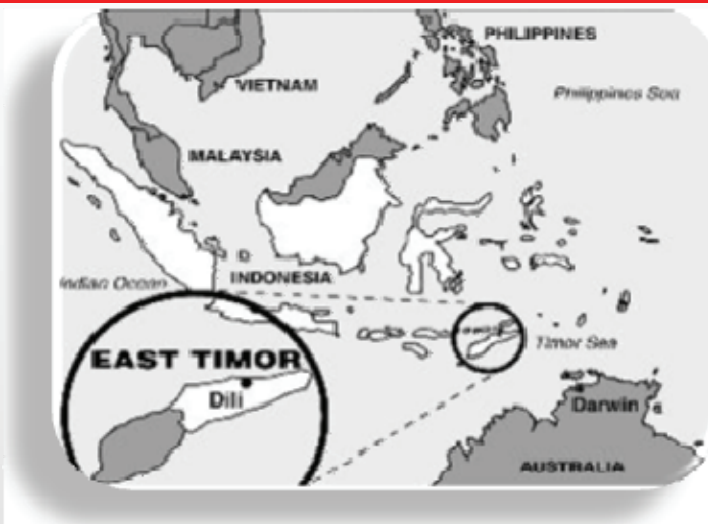 PHILIPPINES
VIETNAM
Philippines Sea
MALAYSIA
INDONESIA
Indian Ocean
EAST TIMOR
Timor Sea
Dili
Darwin
AUSTRALIA